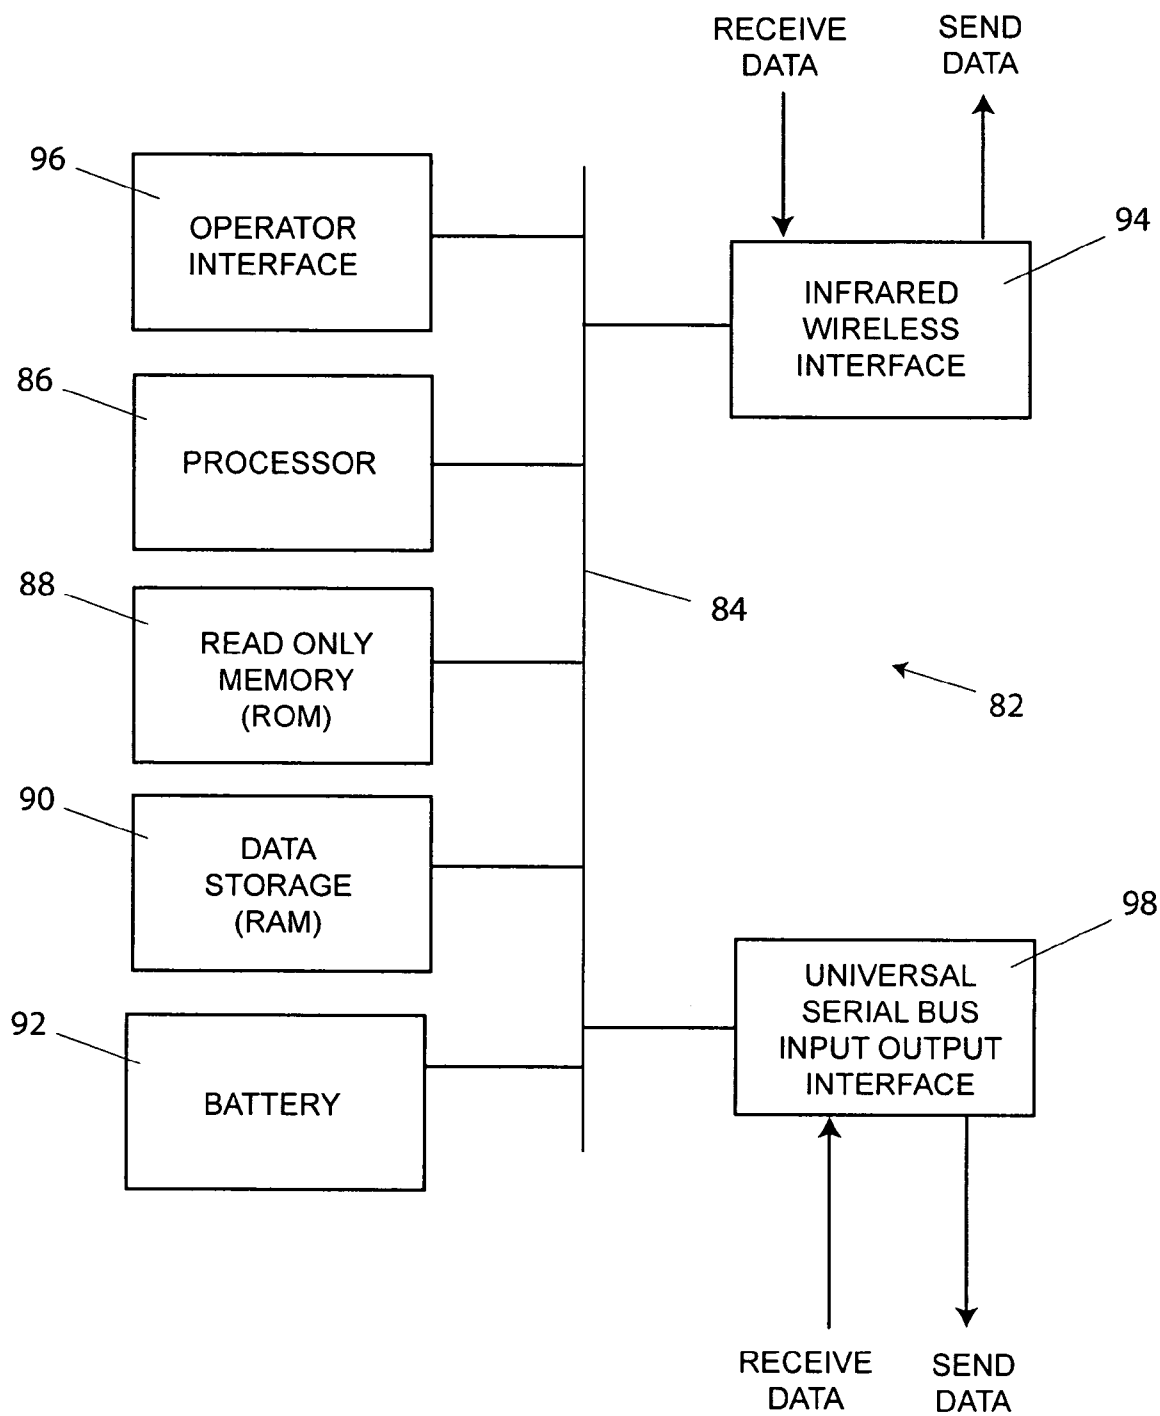 RECEIVE
DATA
SEND
DATA
96
OPERATOR
INTERFACE
94
INFRARED
WIRELESS
INTERFACE
86
PROCESSOR
88
READ ONLY
MEMORY
(ROM)
84
82
90
DATA
STORAGE
(RAM)
98
UNIVERSAL
SERIAL BUS
INPUT OUTPUT
INTERFACE
92
BATTERY
RECEIVE
DATA
SEND
DATA